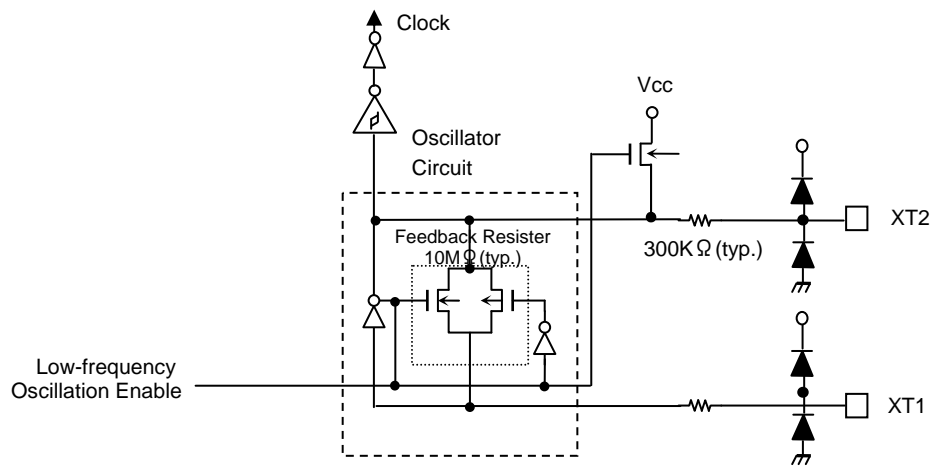 Clock
Vcc
Oscillator
Circuit
XT2
Feedback Resister
10MΩ(typ.)
300KΩ(typ.)
Low-frequency
Oscillation Enable
XT1